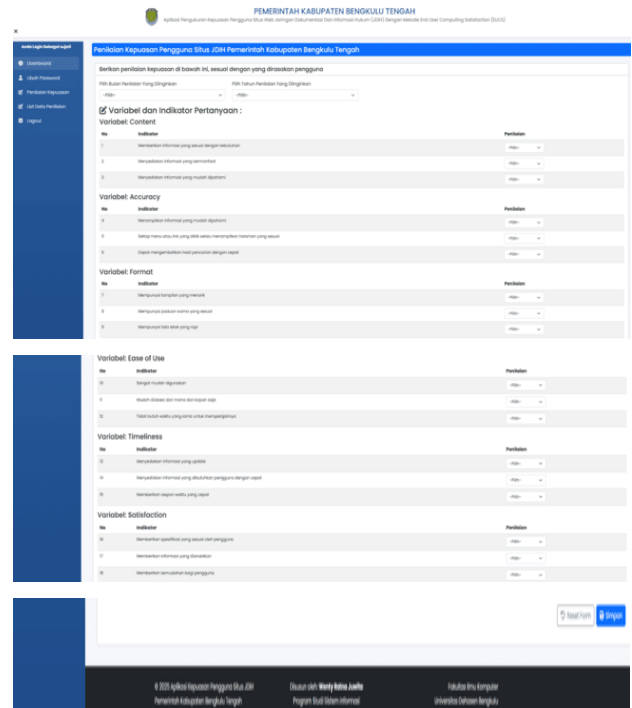 PEMERINTAH KABUPATEN BENGKULU TENGAH
Aplikasi Pengukuran Kepuasan Pengguna Situs Web Jaringan Dokumentasi Dan Informasi Hukum (JDIH) Dengan Metode End User Computing Satisfaction (EUCS)
×
Anda Login Sebagai sujadi
Dashboard
Ubah Password
Penilaian Kepuasan
List Data Penilaian
Logout
Penilaian Kepuasan Pengguna Situs JDIH Pemerintah Kabupaten Bengkulu Tengah
Berikan penilaian kepuasan di bawah ini, sesuai dengan yang dirasakan pengguna
Pilih Bulan Penilaian Yang Diinginkan Pilih Tahun Penilaian Yang Diinginkan
-Pilih- -Pilih-
Variabel dan Indikator Pertanyaan :
Variabel: Content
No Indikator Penilaian
1 Memberikan informasi yang sesuai dengan kebutuhan -Pilih-
2 Menyediakan informasi yang bermanfaat -Pilih-
3 Menyediakan informasi yang mudah dipahami -Pilih-
Variabel: Accuracy
No Indikator Penilaian
4 Menampilkan informasi yang mudah dipahami -Pilih-
5 Setiap menu atau link yang diklik selalu menampilkan halaman yang sesuai -Pilih-
6 Dapat mengembalikan hasil pencarian dengan cepat -Pilih-
Variabel: Format
No Indikator Penilaian
7 Mempunyai tampilan yang menarik -Pilih-
8 Mempunyai paduan warna yang sesuai -Pilih-
9 Mempunyai tata letak yang rapi -Pilih-
Variabel: Ease of Use
No Indikator Penilaian
10 Sangat mudah digunakan -Pilih-
11 Mudah diakses dari mana dan kapan saja -Pilih-
12 Tidak butuh waktu yang lama untuk mempelajarinya -Pilih-
Variabel: Timeliness
No Indikator Penilaian
13 Menyediakan informasi yang update -Pilih-
14 Menyediakan informasi yang dibutuhkan pengguna dengan cepat -Pilih-
15 Memberikan respon waktu yang cepat -Pilih-
Variabel: Satisfaction
No Indikator Penilaian
16 Memberikan spesifikasi yang sesuai oleh pengguna -Pilih-
17 Memberikan informasi yang diandalkan -Pilih-
18 Memberikan kemudahan bagi pengguna -Pilih-
Reset Form Simpan
© 2025 Aplikasi Kepuasan Pengguna Situs JDIH Disusun oleh: Wenty Ratna Juwita Fakultas Ilmu Komputer
Pemerintah Kabupaten Bengkulu Tengah Program Studi Sistem Informasi Universitas Dehasen Bengkulu